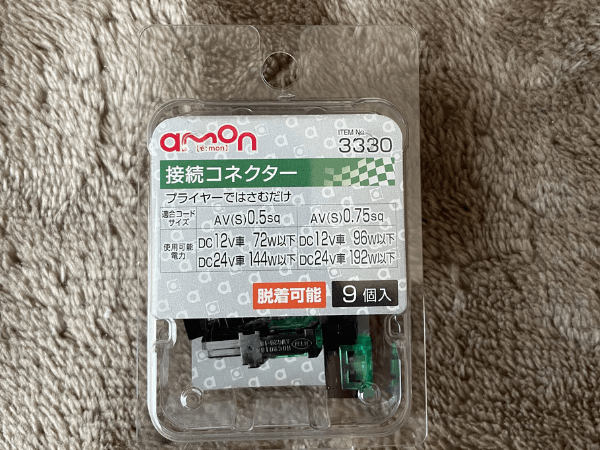 amon
[e:mon]
ITEM No.
3330
接続コネクター
プライヤーではさむだけ
適合コードサイズ AV(S)0.5sq AV(S)0.75sq
使用可能電力 DC12V車 72W以下 DC12V車 96W以下
DC24V車 144W以下 DC24V車 192W以下
脱着可能 9個入